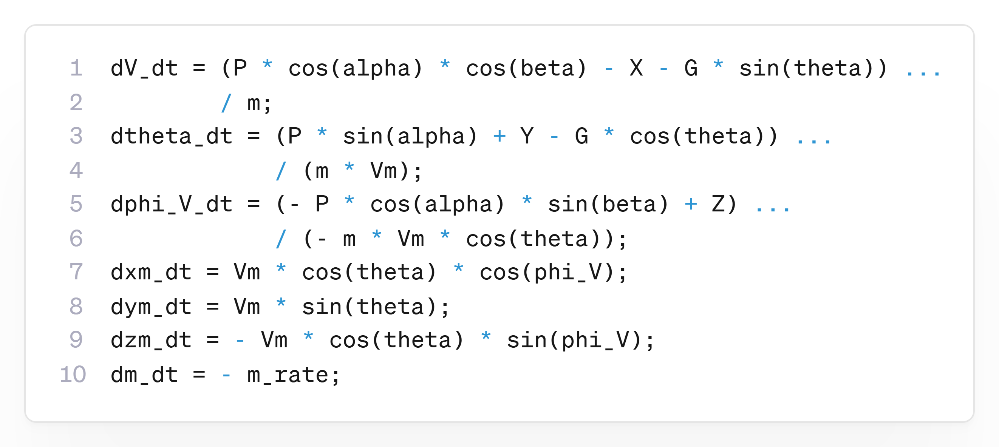 1 dV_dt = (P * cos(alpha) * cos(beta) - X - G * sin(theta)) ...
2 / m;
3 dtheta_dt = (P * sin(alpha) + Y - G * cos(theta)) ...
4 / (m * Vm);
5 dphi_V_dt = (- P * cos(alpha) * sin(beta) + Z) ...
6 / (- m * Vm * cos(theta));
7 dxm_dt = Vm * cos(theta) * cos(phi_V);
8 dym_dt = Vm * sin(theta);
9 dzm_dt = - Vm * cos(theta) * sin(phi_V);
10 dm_dt = - m_rate;